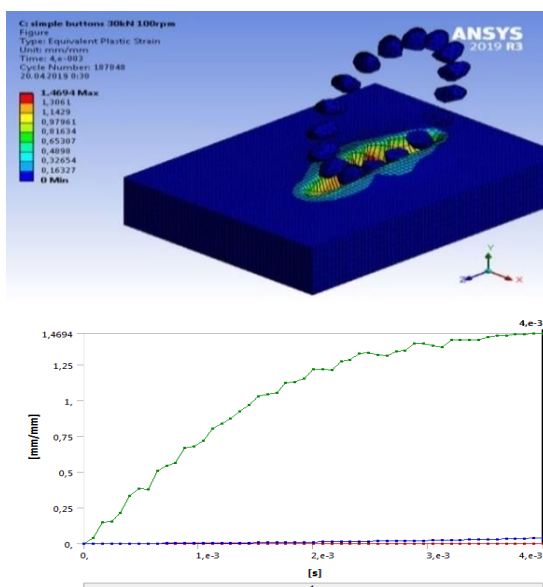 C: simple buttons 30kN 100rpm
Figure
Type: Equivalent Plastic Strain
Unit: mm/mm
Time: 4,e-003
Cycle Number: 187848
20.04.2019 0:30
ANSYS
2019 R3
1,4694 Max
1,3061
1,1429
0,97961
0,81634
0,65307
0,4898
0,32654
0,16327
0 Min
Y
Z
X
4,e-3
1,4694
1,25
1,
0,75
0,5
0,25
0,
[mm/mm]
0,
1,e-3
2,e-3
3,e-3
[s]